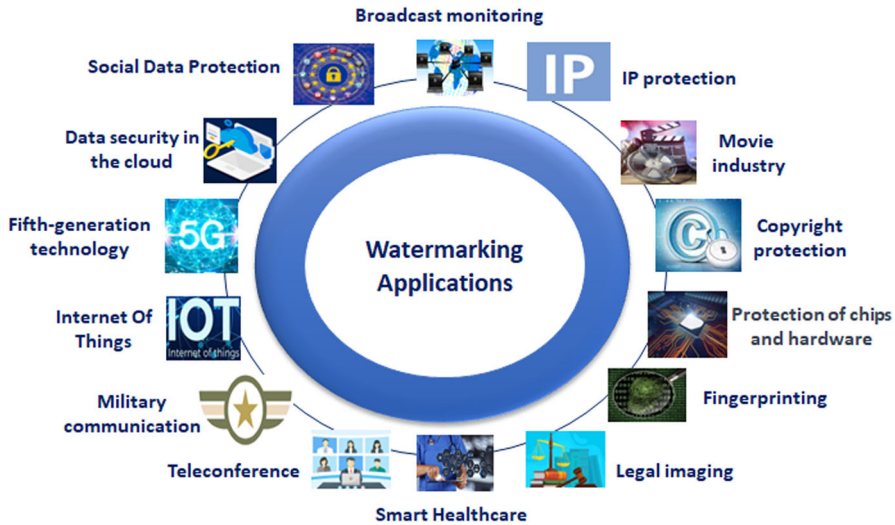 Broadcast monitoring
IP
IP protection
Movie
industry
Copyright
protection
Protection of chips
and hardware
Fingerprinting
Legal imaging
Smart Healthcare
Teleconference
Military
communication
IOT
Internet of things
Internet Of
Things
5G
Fifth-generation
technology
Data security in
the cloud
Social Data Protection
Watermarking
Applications
C